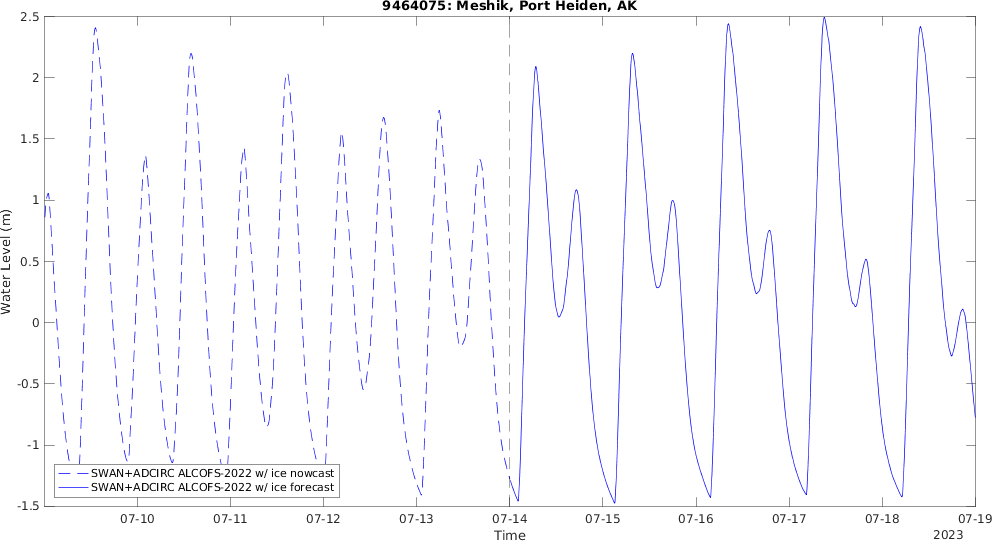 9464075: Meshik, Port Heiden, AK
2.5
2
1.5
1
0.5
0
-0.5
-1
-1.5
Water Level (m)
SWAN+ADCIRC ALCOFS-2022 w/ ice nowcast
SWAN+ADCIRC ALCOFS-2022 w/ ice forecast
07-10 07-11 07-12 07-13 07-14 07-15 07-16 07-17 07-18 07-19
Time
2023